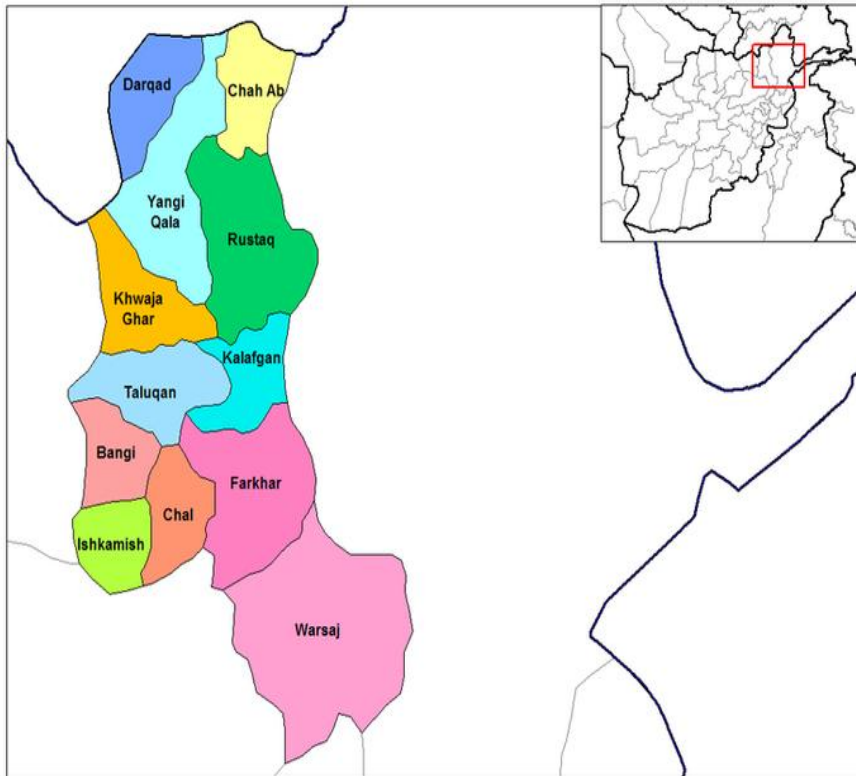 Darqad
Chah Ab
Yangi
Qala
Rustaq
Khwaja
Ghar
Kalafgan
Taluqan
Bangi
Farkhar
Chal
Ishkamish
Warsaj